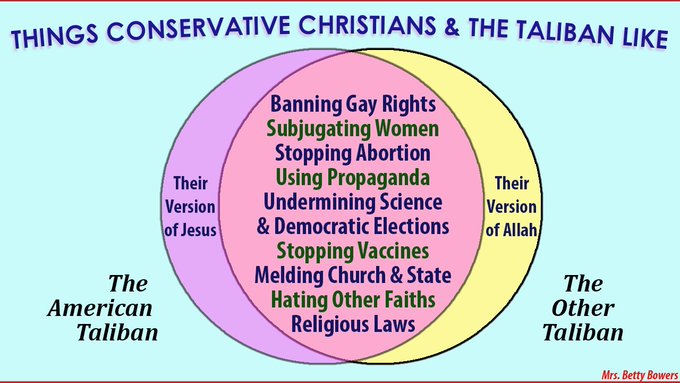 THINGS CONSERVATIVE CHRISTIANS & THE TALIBAN LIKE
Banning Gay Rights
Subjugating Women
Stopping Abortion
Using Propaganda
Undermining Science
& Democratic Elections
Stopping Vaccines
Melding Church & State
Hating Other Faiths
Religious Laws
Their
Version
of Jesus
Their
Version
of Allah
The
American
Taliban
The
Other
Taliban
Mrs. Betty Bowers